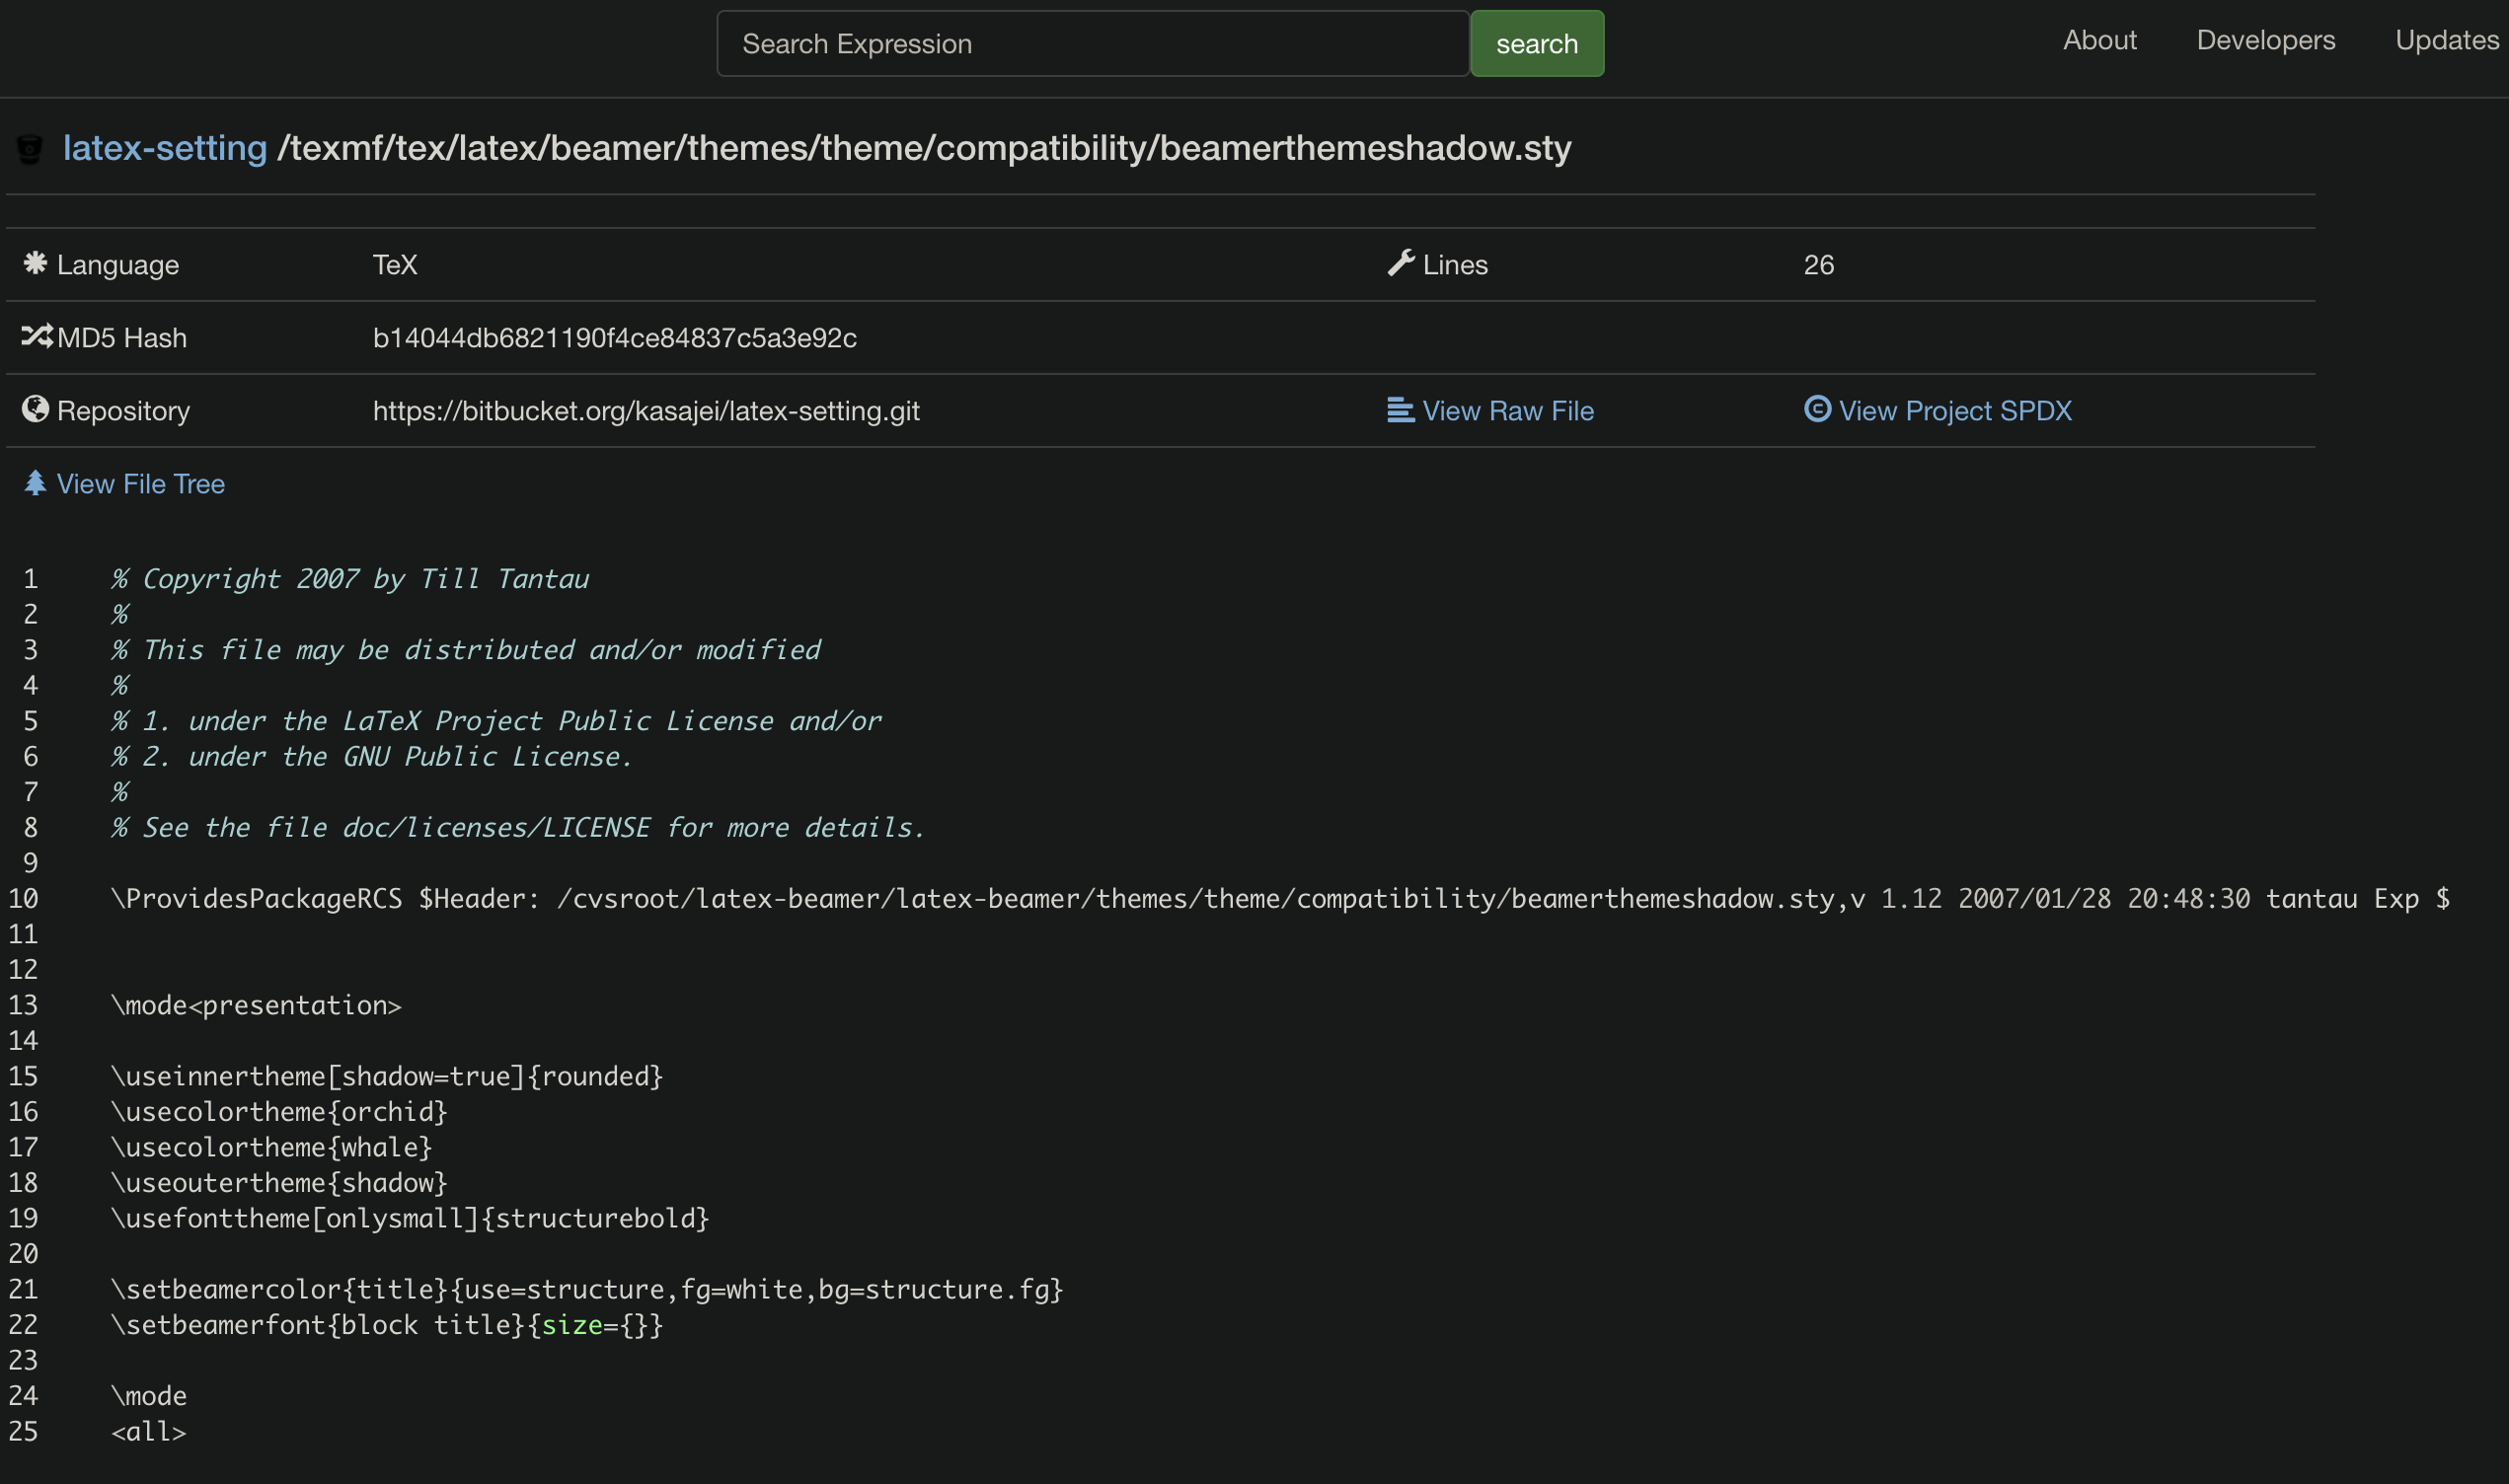 Search Expression search About Developers Updates
latex-setting /texmf/tex/latex/beamer/themes/theme/compatibility/beamerthemeshadow.sty
Language TeX Lines 26
MD5 Hash b14044db6821190f4ce84837c5a3e92c
Repository https://bitbucket.org/kasajei/latex-setting.git View Raw File View Project SPDX
View File Tree
1 % Copyright 2007 by Till Tantau
2 %
3 % This file may be distributed and/or modified
4 %
5 % 1. under the LaTeX Project Public License and/or
6 % 2. under the GNU Public License.
7 %
8 % See the file doc/licenses/LICENSE for more details.
9
10 \ProvidesPackageRCS $Header: /cvsroot/latex-beamer/latex-beamer/themes/theme/compatibility/beamerthemeshadow.sty,v 1.12 2007/01/28 20:48:30 tantau Exp $
11
12
13 \mode<presentation>
14
15 \useinnertheme[shadow=true]{rounded}
16 \usecolortheme{orchid}
17 \usecolortheme{whale}
18 \useoutertheme{shadow}
19 \usefonttheme[onlysmall]{structurebold}
20
21 \setbeamercolor{title}{use=structure,fg=white,bg=structure.fg}
22 \setbeamerfont{block title}{size={}}
23
24 \mode
25 <all>